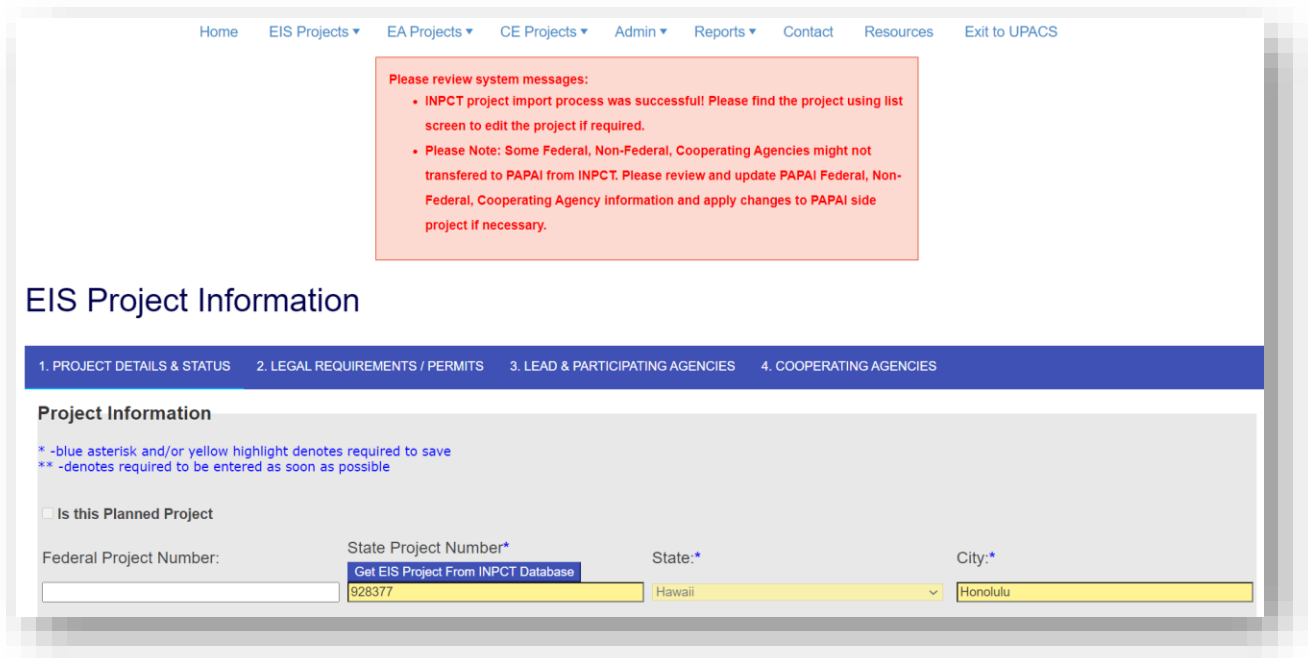 Home EIS Projects ▾ EA Projects ▾ CE Projects ▾ Admin ▾ Reports ▾ Contact Resources Exit to UPACS
Please review system messages:
• INPCT project import process was successful! Please find the project using list
screen to edit the project if required.
• Please Note: Some Federal, Non-Federal, Cooperating Agencies might not
transfered to PAPAI from INPCT. Please review and update PAPAI Federal, Non-
Federal, Cooperating Agency information and apply changes to PAPAI side
project if necessary.
EIS Project Information
1. PROJECT DETAILS & STATUS 2. LEGAL REQUIREMENTS / PERMITS 3. LEAD & PARTICIPATING AGENCIES 4. COOPERATING AGENCIES
Project Information
* -blue asterisk and/or yellow highlight denotes required to save
** -denotes required to be entered as soon as possible
Is this Planned Project
Federal Project Number: State Project Number* State:* City:*
Get EIS Project From INPCT Database
928377 Hawaii Honolulu